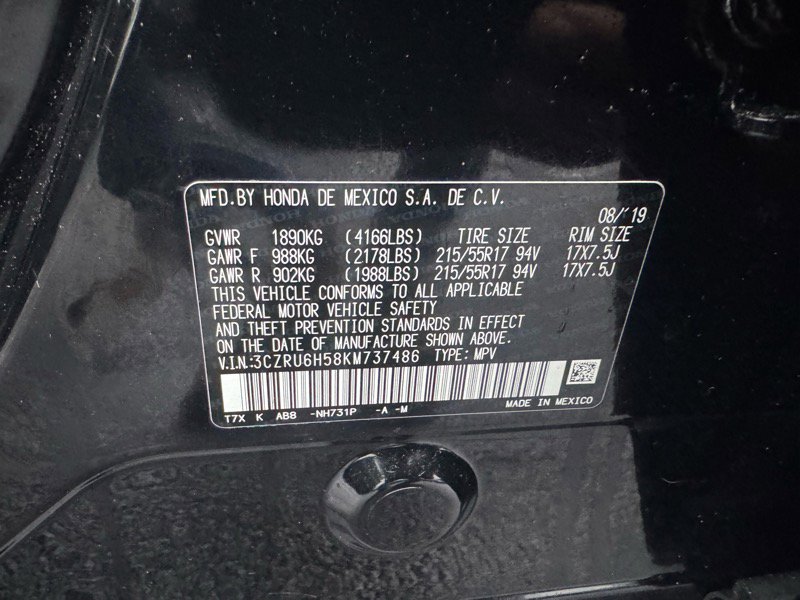 MFD.BY HONDA DE MEXICO S.A. DE C.V.
08/'19
GVWR 1890KG (4166LBS) TIRE SIZE RIM SIZE
GAWR F 988KG (2178LBS) 215/55R17 94V 17X7.5J
GAWR R 902KG (1988LBS) 215/55R17 94V 17X7.5J
THIS VEHICLE CONFORMS TO ALL APPLICABLE
FEDERAL MOTOR VEHICLE SAFETY
AND THEFT PREVENTION STANDARDS IN EFFECT
ON THE DATE OF MANUFACTURE SHOWN ABOVE.
V.I.N.:3CZRU6H58KM737486 TYPE: MPV
T7X K AB8 -NH731P -A -M
MADE IN MEXICO